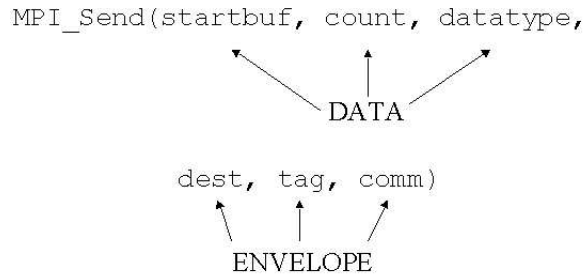 MPI_Send(startbuf, count, datatype,
DATA
dest, tag, comm)
ENVELOPE